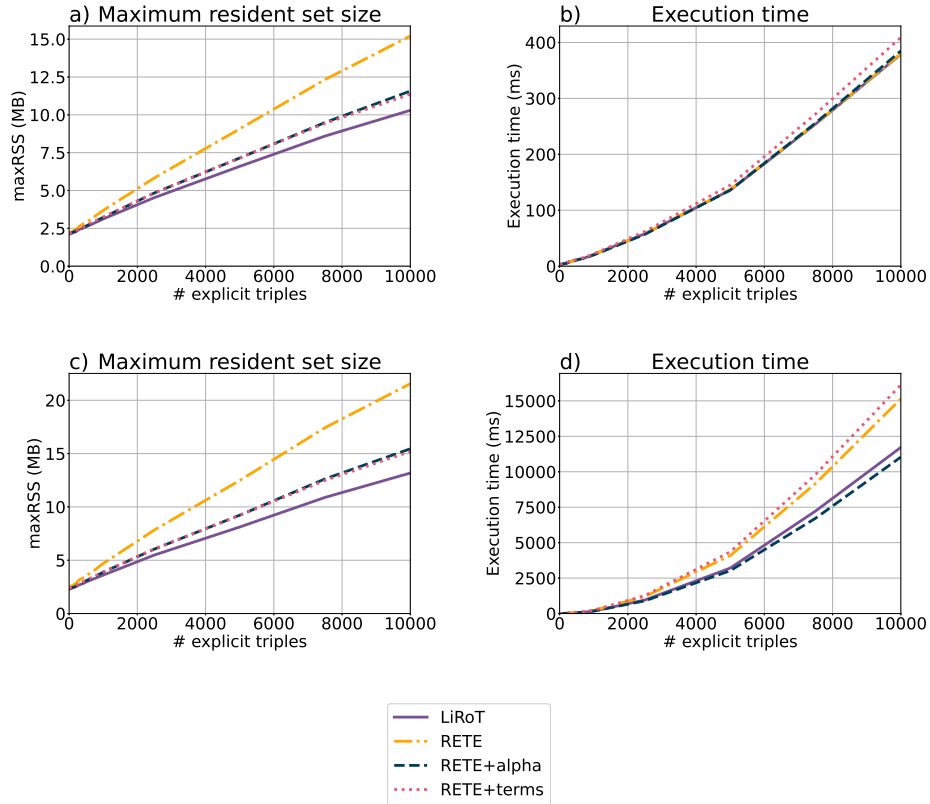 a) Maximum resident set size
maxRSS (MB)
15.0
12.5
10.0
7.5
5.0
2.5
0.0
0 2000 4000 6000 8000 10000
# explicit triples
b) Execution time
Execution time (ms)
400
300
200
100
0
0 2000 4000 6000 8000 10000
# explicit triples
c) Maximum resident set size
maxRSS (MB)
20
15
10
5
0
0 2000 4000 6000 8000 10000
# explicit triples
d) Execution time
Execution time (ms)
15000
12500
10000
7500
5000
2500
0
0 2000 4000 6000 8000 10000
# explicit triples
LiRoT
RETE
RETE+alpha
RETE+terms